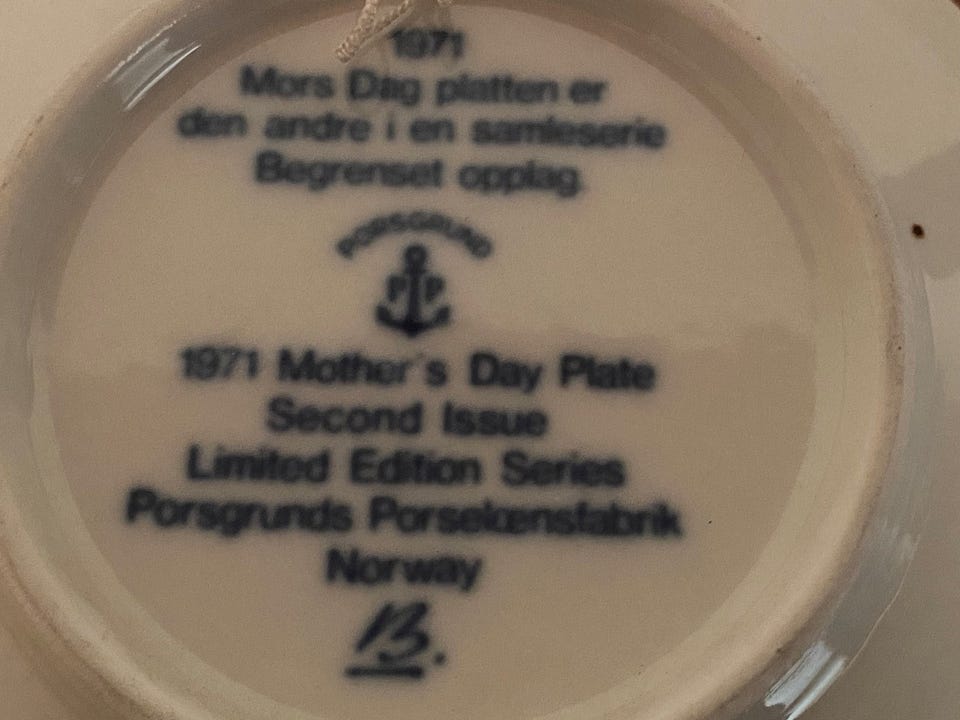 1971
Mors Dag platten er
den andre i en samleserie
Begrenset opplag.
PORSGRUND
P P
1971 Mother's Day Plate
Second Issue
Limited Edition Series
Porsgrunds Porselænsfabrik
Norway
B.